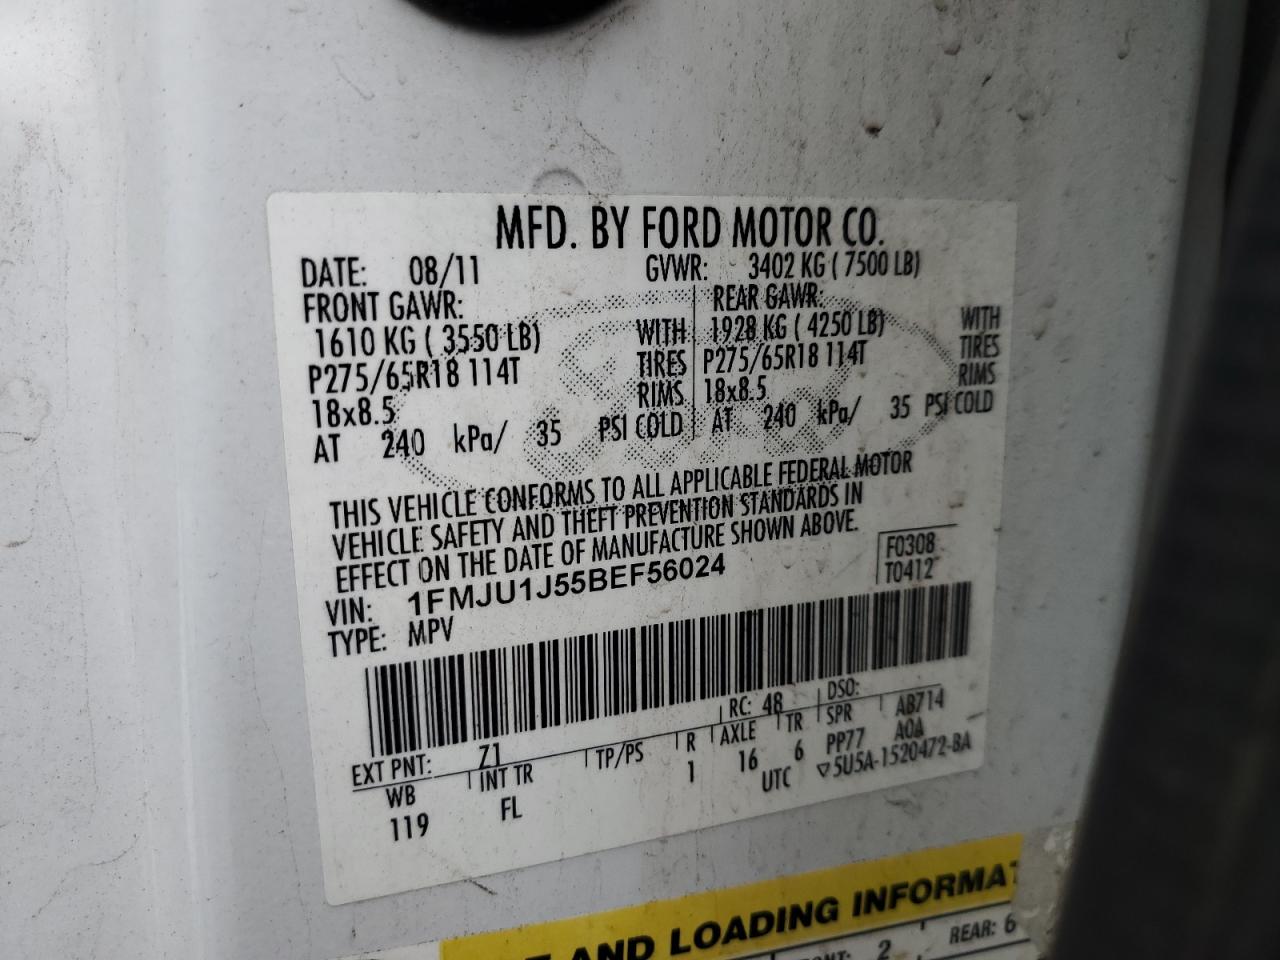 MFD. BY FORD MOTOR CO.
DATE: 08/11 GVWR: 3402 KG ( 7500 LB)
FRONT GAWR: REAR GAWR:
1610 KG ( 3550 LB) WITH 1928 KG ( 4250 LB) WITH
P275/65R18 114T TIRES P275/65R18 114T TIRES
18x8.5 RIMS 18x8.5 RIMS
AT 240 kPa/ 35 PSI COLD AT 240 kPa/ 35 PSI COLD
THIS VEHICLE CONFORMS TO ALL APPLICABLE FEDERAL MOTOR
VEHICLE SAFETY AND THEFT PREVENTION STANDARDS IN
EFFECT ON THE DATE OF MANUFACTURE SHOWN ABOVE.
VIN: 1FMJU1J55BEF56024 F0308
TYPE: MPV T0412
EXT PNT: Z1 RC: 48 DSO:
WB INT TR TP/PS R AXLE TR SPR AB714
119 FL 1 16 6 PP77 A0A
UTC ▽5U5A-1520472-BA
AND LOADING INFORMAT
2 REAR: 6